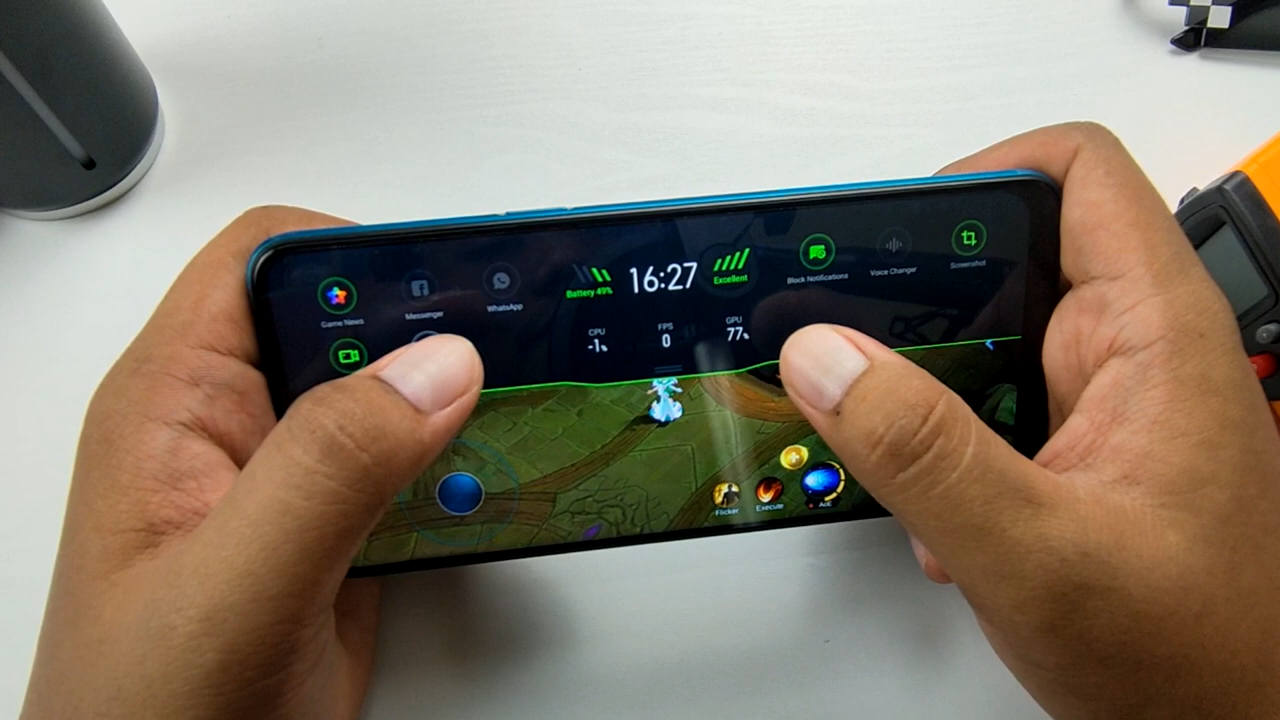 Game News
Messenger
WhatsApp
Battery 49%
16:27
Excellent
Block Notifications
Voice Changer
Screenshot
CPU
-1%
FPS
0
GPU
77%
Flicker
Execute
AoE